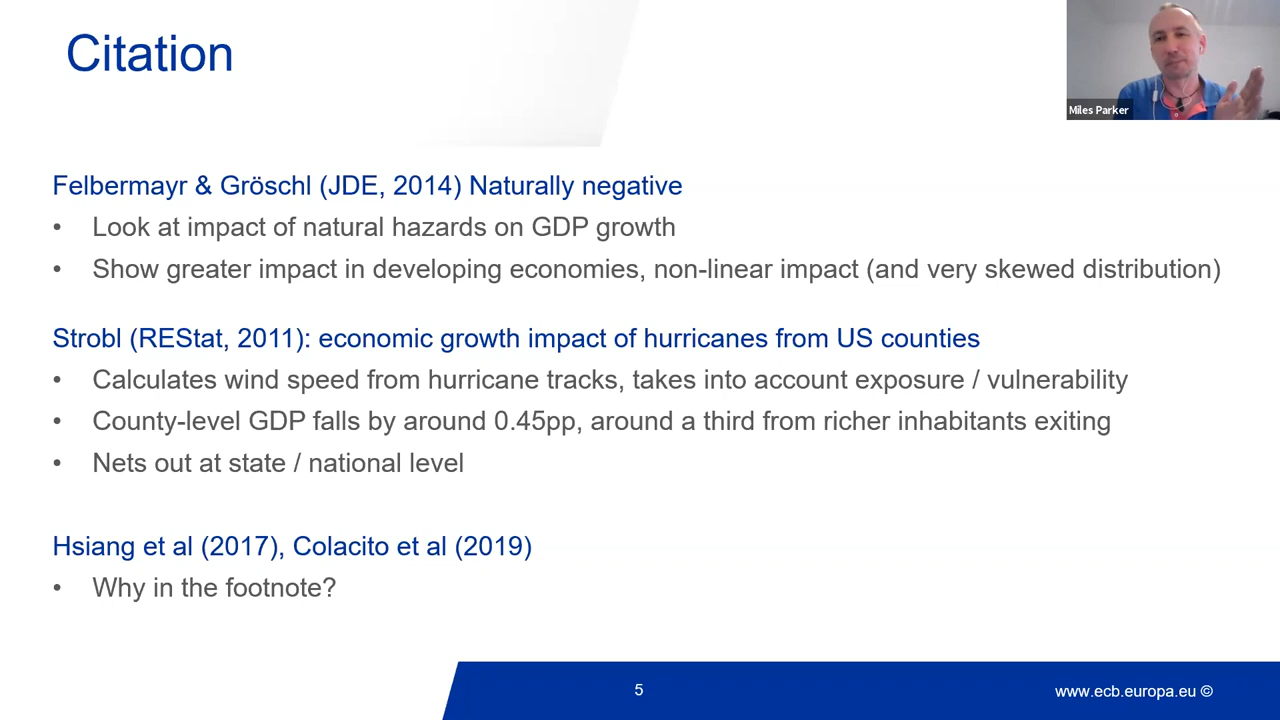 Citation
Miles Parker
Felbermayr & Gröschl (JDE, 2014) Naturally negative
• Look at impact of natural hazards on GDP growth
• Show greater impact in developing economies, non-linear impact (and very skewed distribution)
Strobl (REStat, 2011): economic growth impact of hurricanes from US counties
• Calculates wind speed from hurricane tracks, takes into account exposure / vulnerability
• County-level GDP falls by around 0.45pp, around a third from richer inhabitants exiting
• Nets out at state / national level
Hsiang et al (2017), Colacito et al (2019)
• Why in the footnote?
5
www.ecb.europa.eu ©